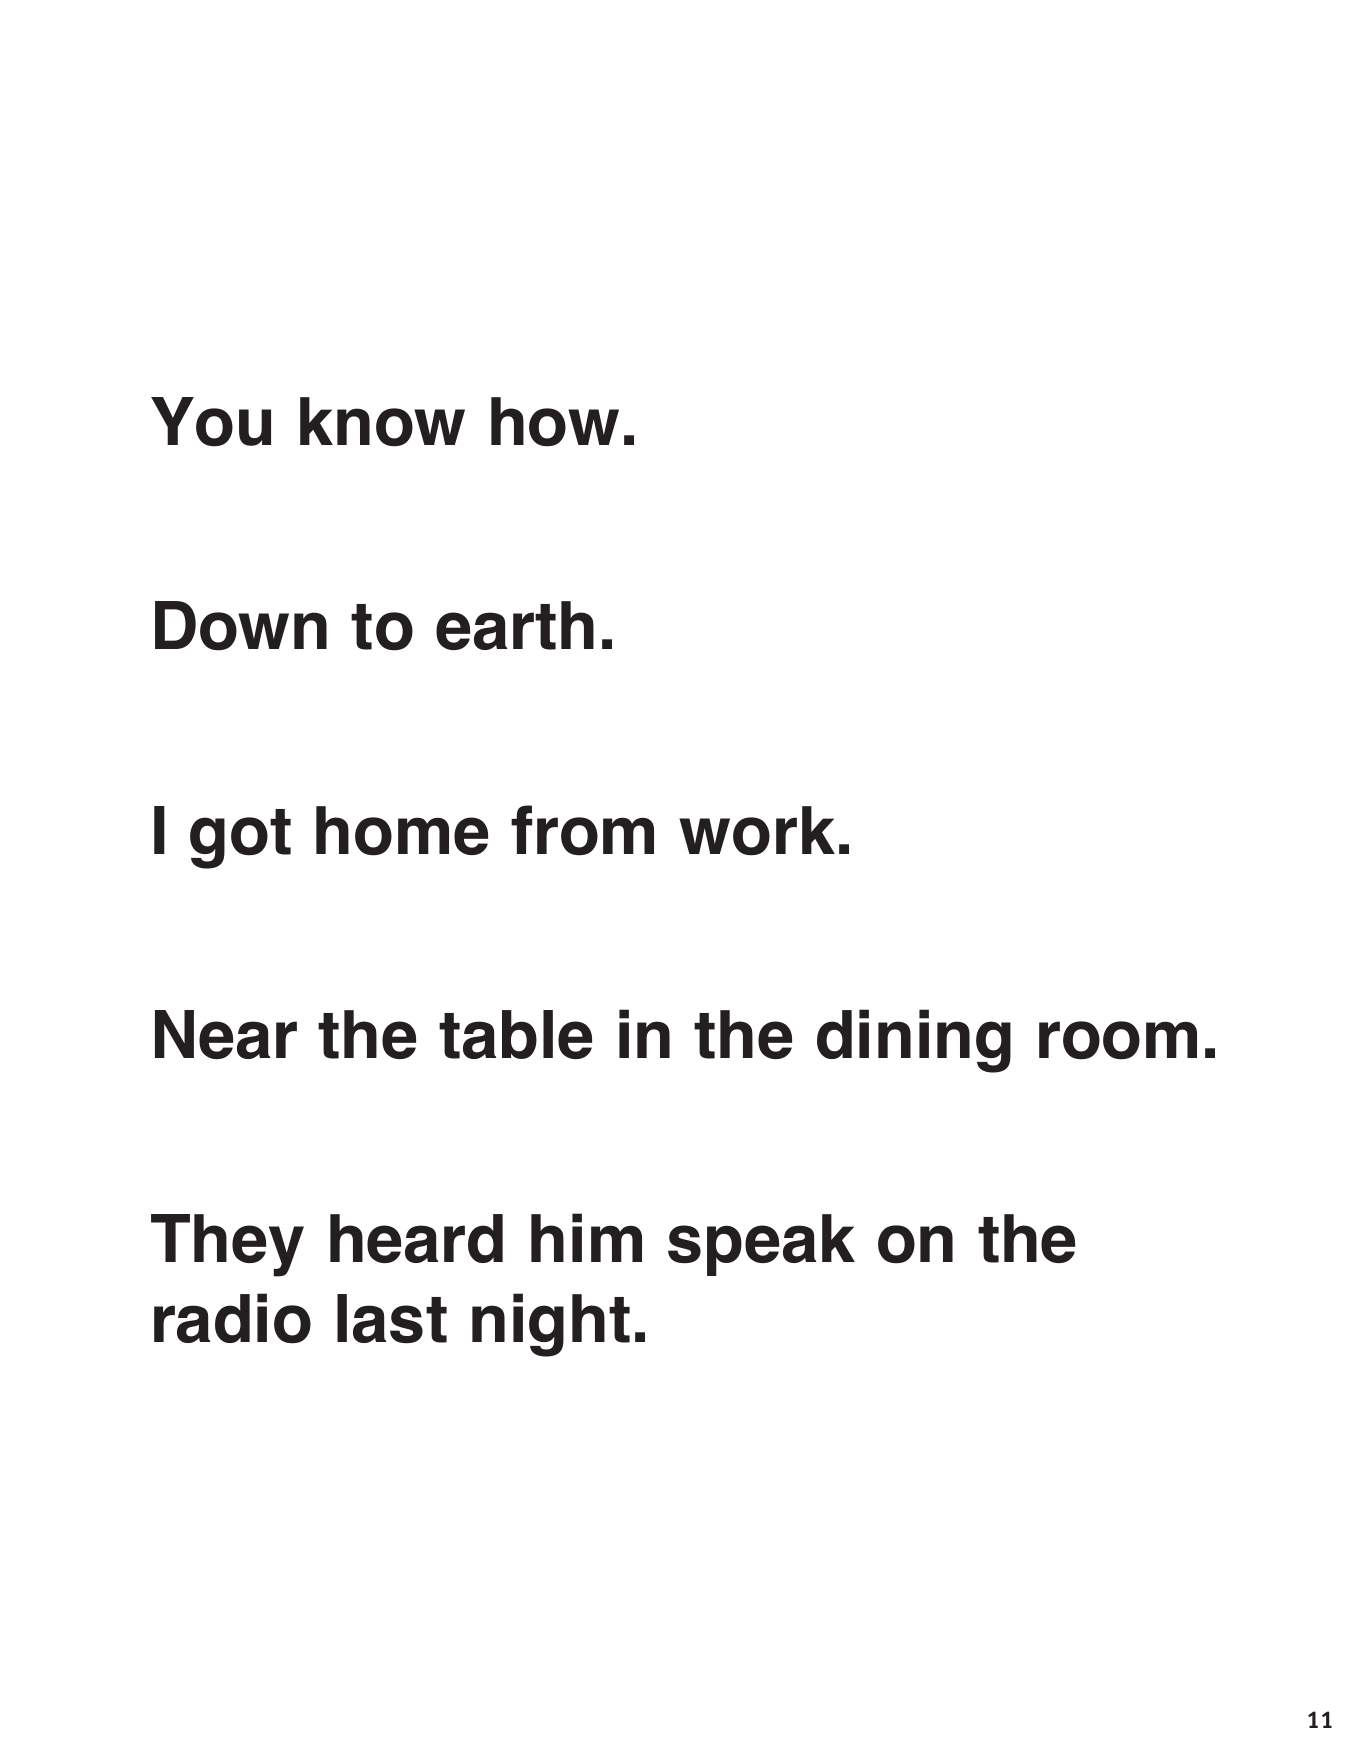 You know how.
Down to earth.
I got home from work.
Near the table in the dining room.
They heard him speak on the
radio last night.
11